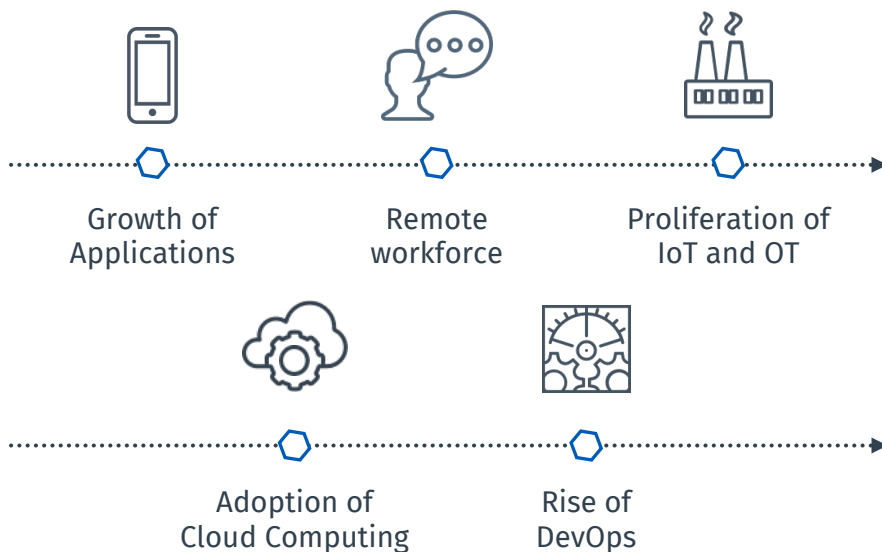 Growth of
Applications
Remote
workforce
Proliferation of
IoT and OT
Adoption of
Cloud Computing
Rise of
DevOps